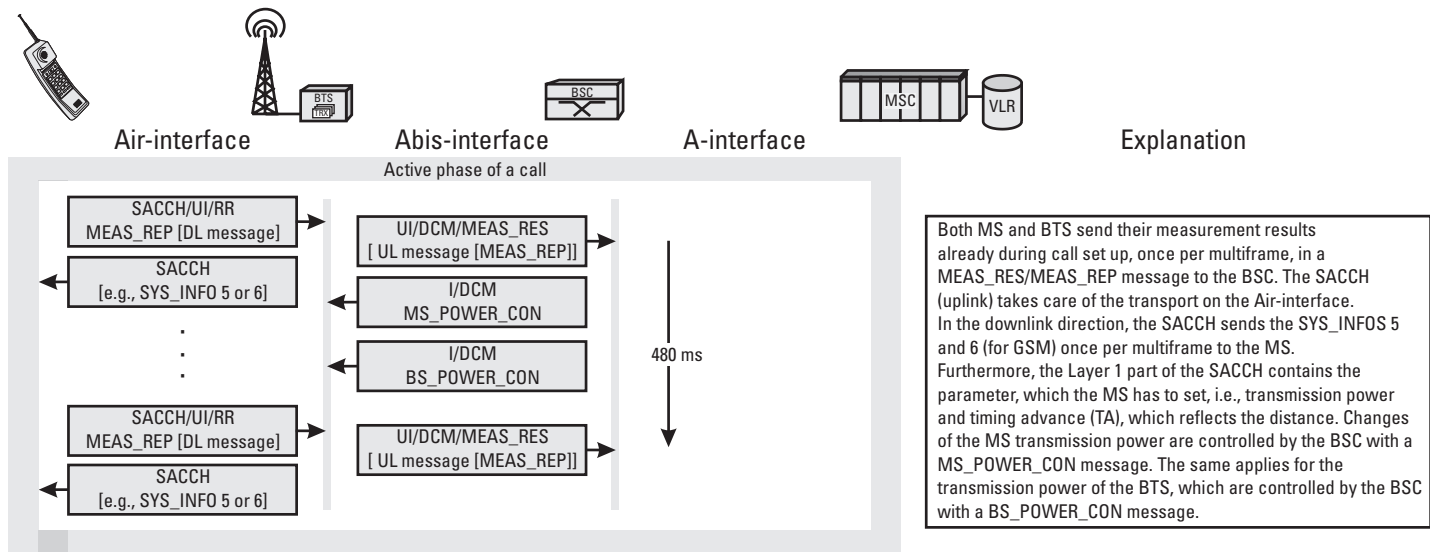 BTS
TRX
BSC
MSC
VLR
Air-interface
Abis-interface
A-interface
Explanation
Active phase of a call
SACCH/UI/RR
MEAS_REP [DL message]
UI/DCM/MEAS_RES
[ UL message [MEAS_REP]]
SACCH
[e.g., SYS_INFO 5 or 6]
I/DCM
MS_POWER_CON
I/DCM
BS_POWER_CON
480 ms
SACCH/UI/RR
MEAS_REP [DL message]
UI/DCM/MEAS_RES
[ UL message [MEAS_REP]]
SACCH
[e.g., SYS_INFO 5 or 6]
Both MS and BTS send their measurement results
already during call set up, once per multiframe, in a
MEAS_RES/MEAS_REP message to the BSC. The SACCH
(uplink) takes care of the transport on the Air-interface.
In the downlink direction, the SACCH sends the SYS_INFOS 5
and 6 (for GSM) once per multiframe to the MS.
Furthermore, the Layer 1 part of the SACCH contains the
parameter, which the MS has to set, i.e., transmission power
and timing advance (TA), which reflects the distance. Changes
of the MS transmission power are controlled by the BSC with a
MS_POWER_CON message. The same applies for the
transmission power of the BTS, which are controlled by the BSC
with a BS_POWER_CON message.